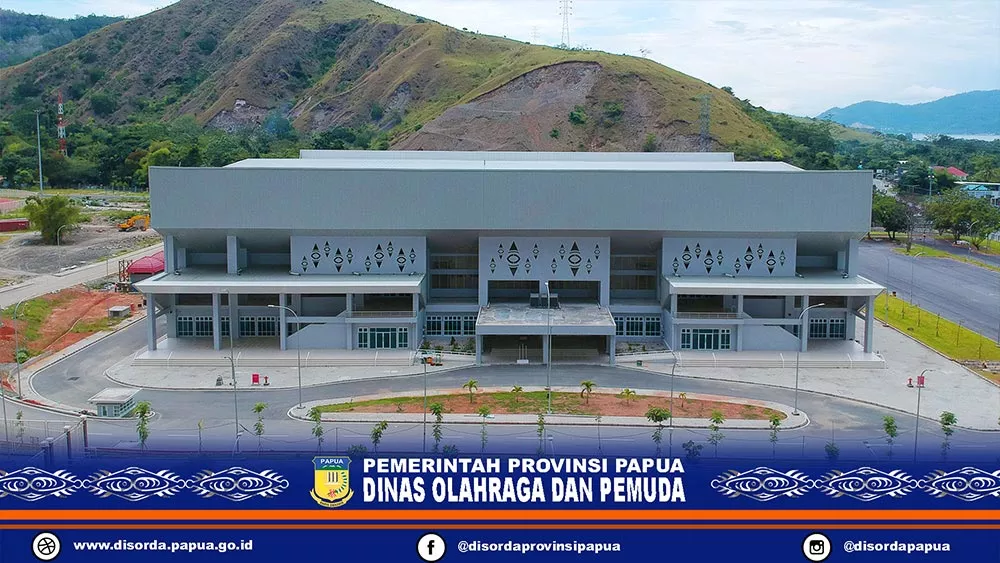 PAPUA
PEMERINTAH PROVINSI PAPUA
DINAS OLAHRAGA DAN PEMUDA
www.disorda.papua.go.id
@disordaprovinsipapua
@disordapapua